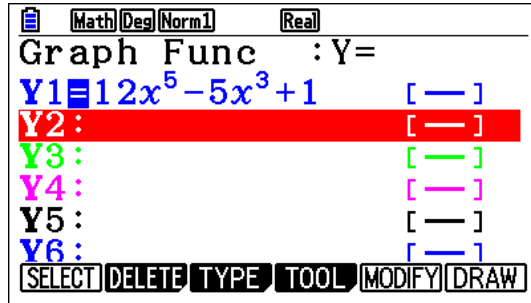 Math Deg Norm1 Real
Graph Func :Y=
Y1=12x⁵−5x³+1 [—]
Y2: [—]
Y3: [—]
Y4: [—]
Y5: [—]
Y6: [—]
SELECT DELETE TYPE TOOL MODIFY DRAW